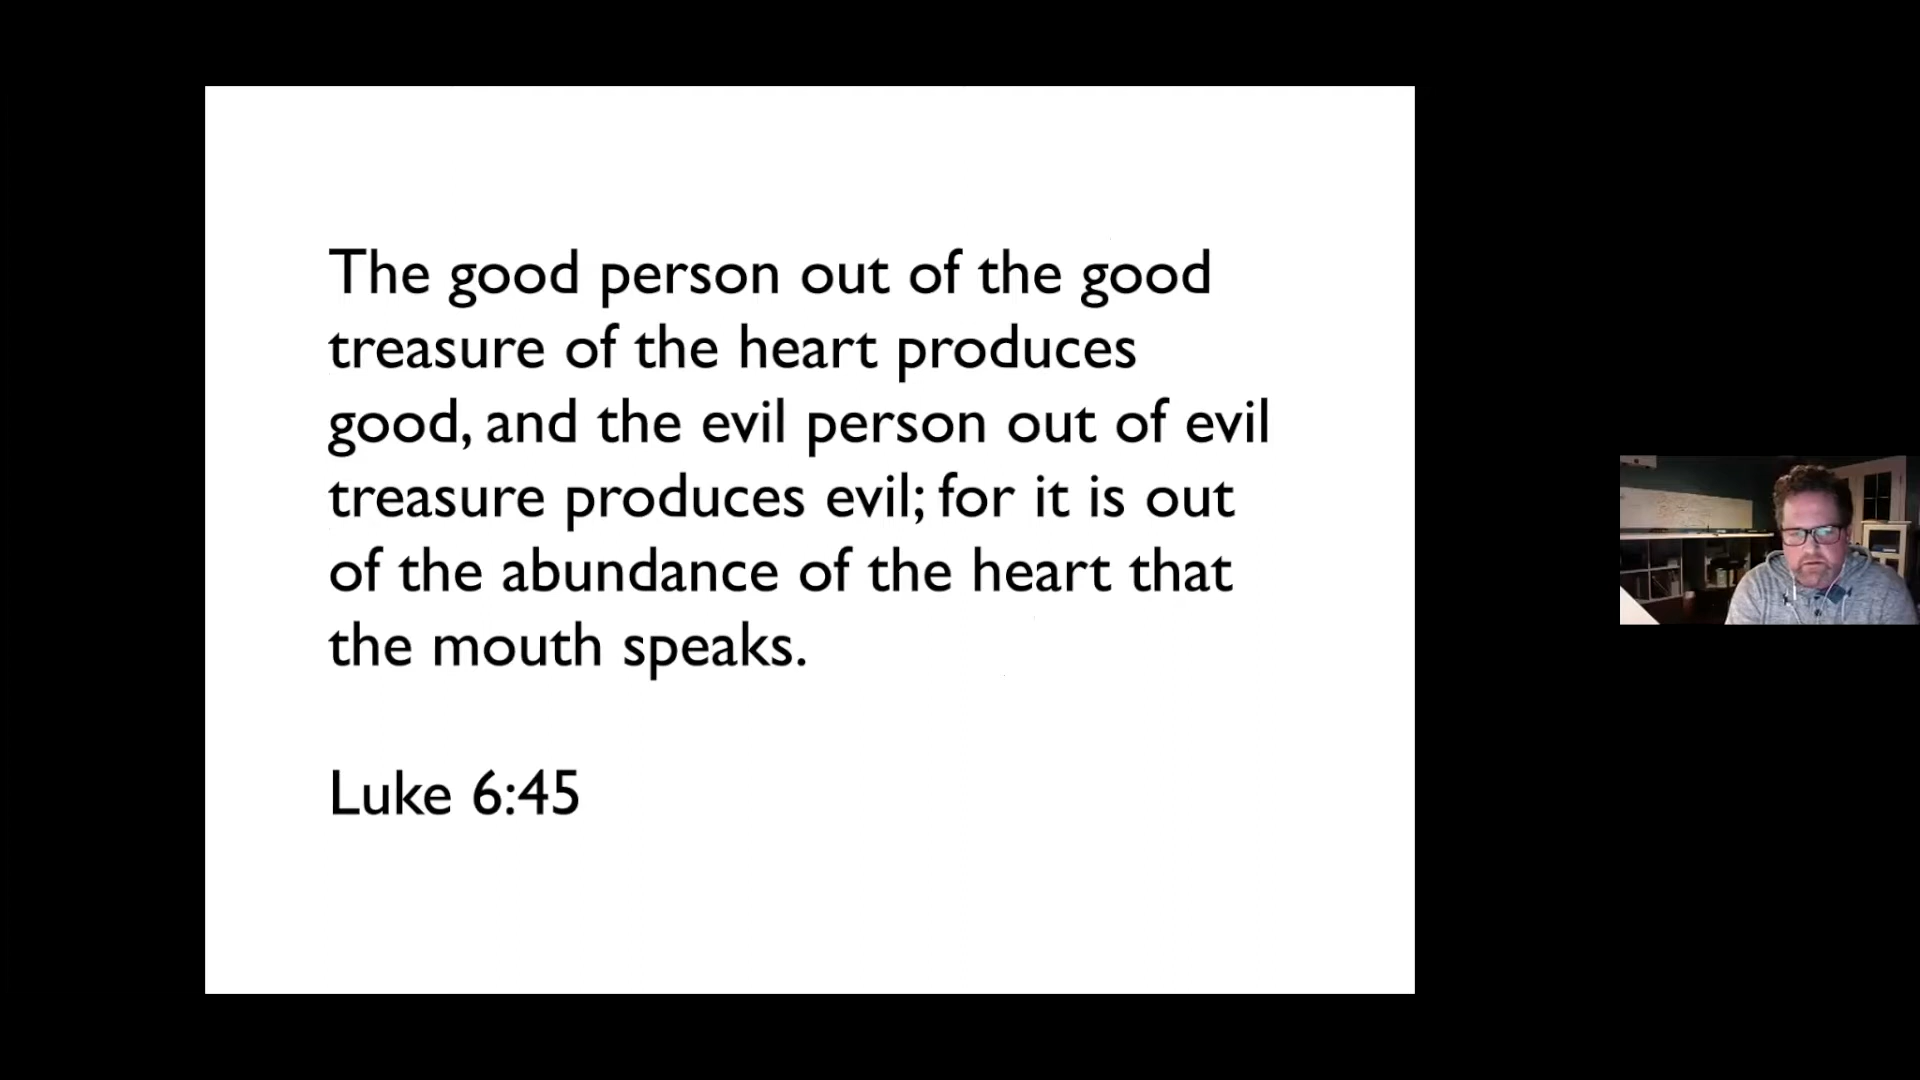 The good person out of the good
treasure of the heart produces
good, and the evil person out of evil
treasure produces evil; for it is out
of the abundance of the heart that
the mouth speaks.
Luke 6:45